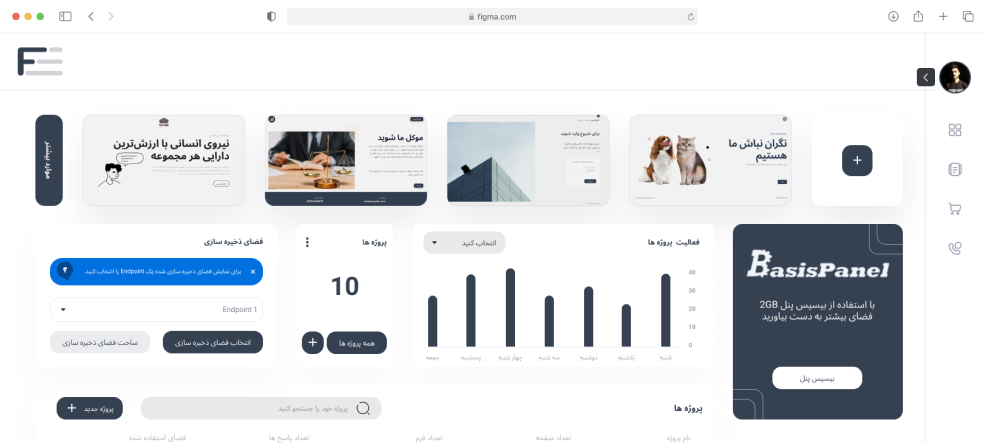 figma.com
نگران نباش ما
هستیم
برای شروع وارد شوید.
موکل ما شوید
نیروی انسانی با ارزش‌ترین
دارایی هر مجموعه
موارد بیشتر
BasisPanel
با استفاده از بیسیس پنل 2GB
فضای بیشتر به دست بیاورید
بیسیس پنل
فعالیت پروژه ها
انتخاب کنید
40
30
20
10
0
شنبه
یکشنبه
دوشنبه
سه شنبه
چهار شنبه
پنجشنبه
جمعه
پروژه ها
10
همه پروژه ها
فضای ذخیره سازی
برای نمایش فضای ذخیره سازی شده یک Endpoint را انتخاب کنید.
Endpoint 1
انتخاب فضای ذخیره سازی
ساخت فضای ذخیره سازی
پروژه ها
پروژه خود را جستجو کنید
پروژه جدید
نام پروژه
تعداد صفحه
تعداد فرم
تعداد پاسخ ها
فضای استفاده شده